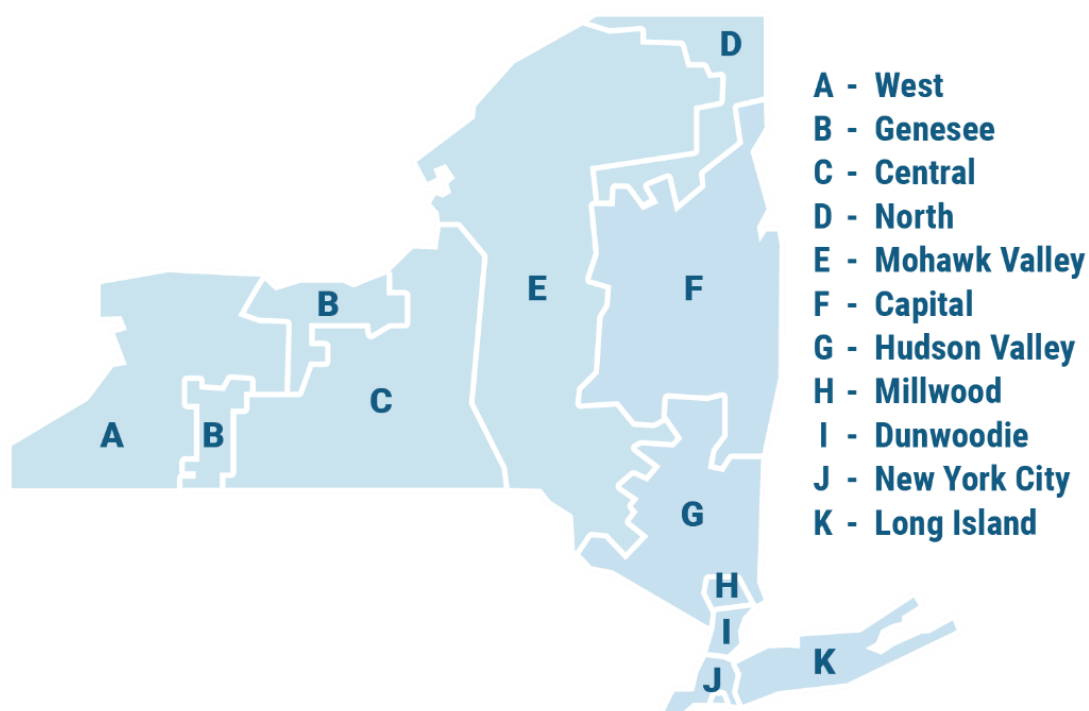 D
B
E
F
C
A
B
G
H
I
K
J
A - West
B - Genesee
C - Central
D - North
E - Mohawk Valley
F - Capital
G - Hudson Valley
H - Millwood
I - Dunwoodie
J - New York City
K - Long Island